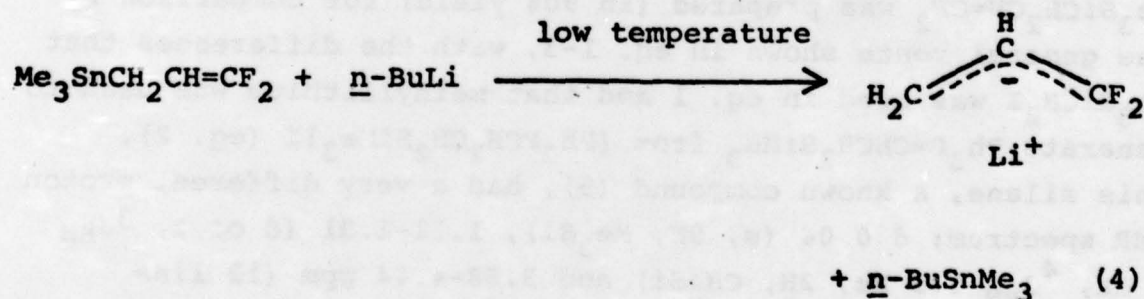 low temperature
Me₃SnCH₂CH=CF₂ + n-BuLi
H
C
−
H₂C CF₂
Li⁺
+ n-BuSnMe₃ (4)